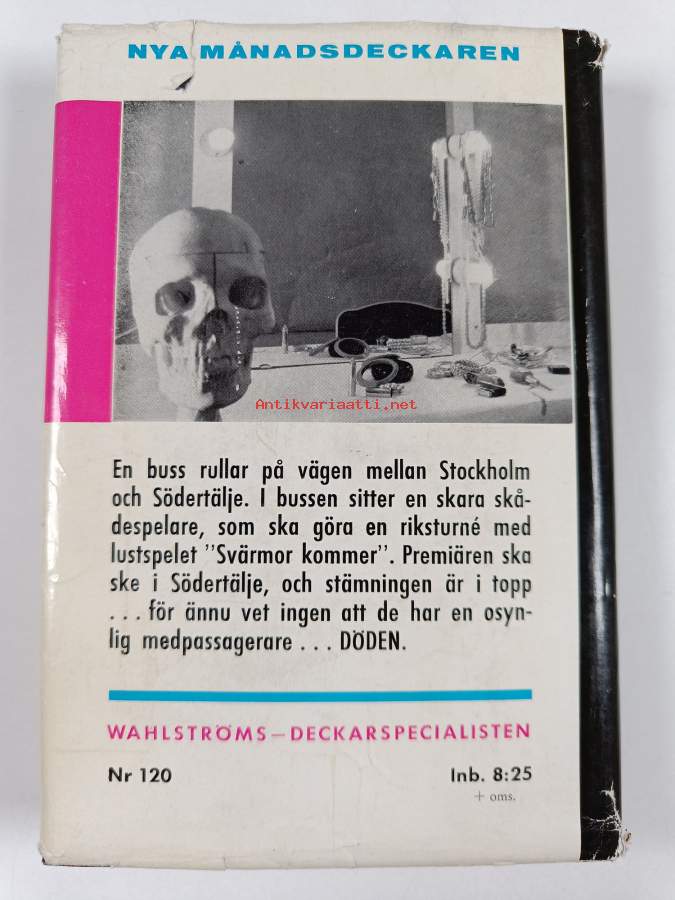 NYA MÅNADSDECKAREN
Antikvariaatti.net
En buss rullar på vägen mellan Stockholm
och Södertälje. I bussen sitter en skara skå-
despelare, som ska göra en riksturné med
lustspelet ”Svärmor kommer”. Premiären ska
ske i Södertälje, och stämningen är i topp
. . . för ännu vet ingen att de har en osyn-
lig medpassagerare . . . DÖDEN.
WAHLSTRÖMS – DECKARSPECIALISTEN
Nr 120 Inb. 8:25
+ oms.